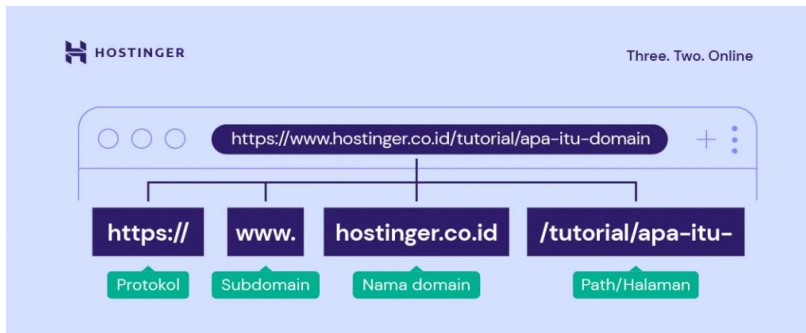 HOSTINGER
Three. Two. Online
https://www.hostinger.co.id/tutorial/apa-itu-domain
https://
www.
hostinger.co.id
/tutorial/apa-itu-
Protokol
Subdomain
Nama domain
Path/Halaman